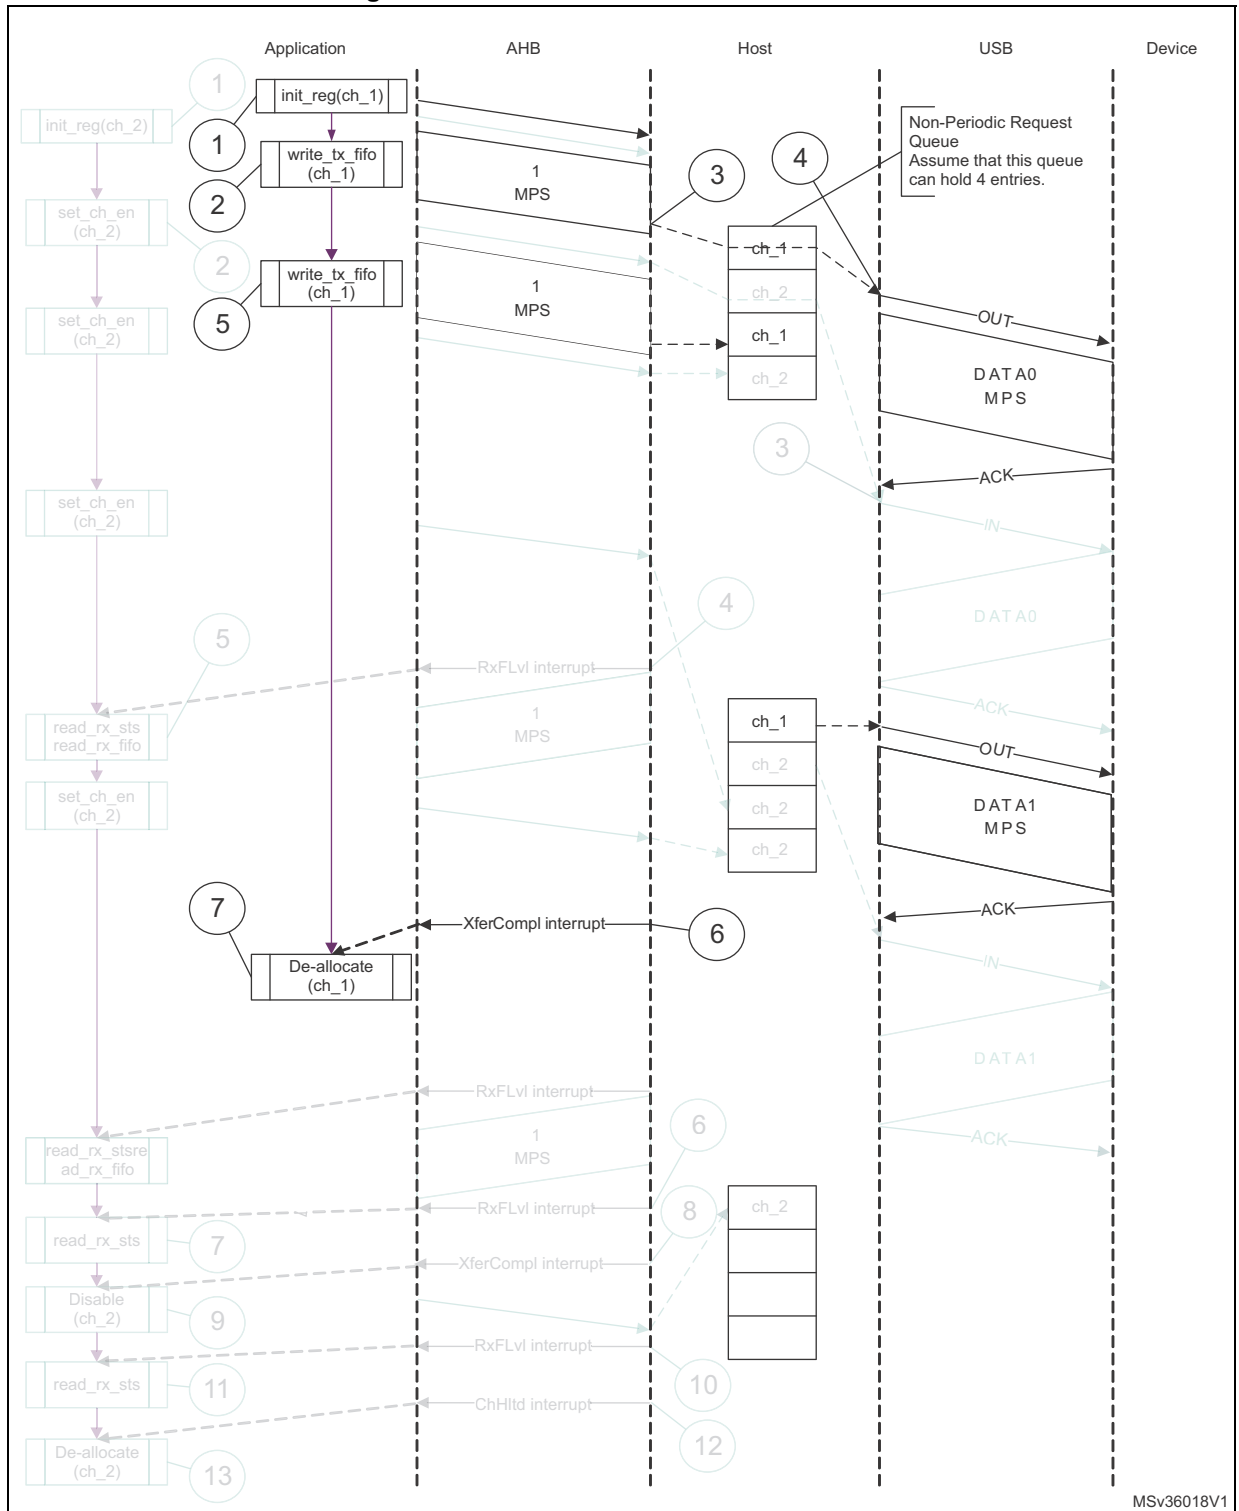 Application AHB Host USB Device
1
init_reg(ch_1)
init_reg(ch_2)
1
Non-Periodic Request
Queue
Assume that this queue
can hold 4 entries.
write_tx_fifo
(ch_1)
1
MPS
3
4
2
set_ch_en
(ch_2)
2
ch_1
write_tx_fifo
(ch_1)
1
MPS
ch_2
5
OUT
set_ch_en
(ch_2)
ch_1
ch_2
DATA0
MPS
3
ACK
set_ch_en
(ch_2)
IN
4
DATA0
5
RxFLvl interrupt
ACK
read_rx_sts
read_rx_fifo
1
MPS
ch_1
OUT
ch_2
set_ch_en
(ch_2)
ch_2
DATA1
MPS
ch_2
7
XferCompl interrupt
6
ACK
De-allocate
(ch_1)
IN
DATA1
RxFLvl interrupt
6
read_rx_stsre
ad_rx_fifo
1
MPS
ACK
RxFLvl interrupt
8
ch_2
read_rx_sts
7
XferCompl interrupt
Disable
(ch_2)
9
RxFLvl interrupt
read_rx_sts
11
10
ChHltd interrupt
12
De-allocate
(ch_2)
13
MSv36018V1